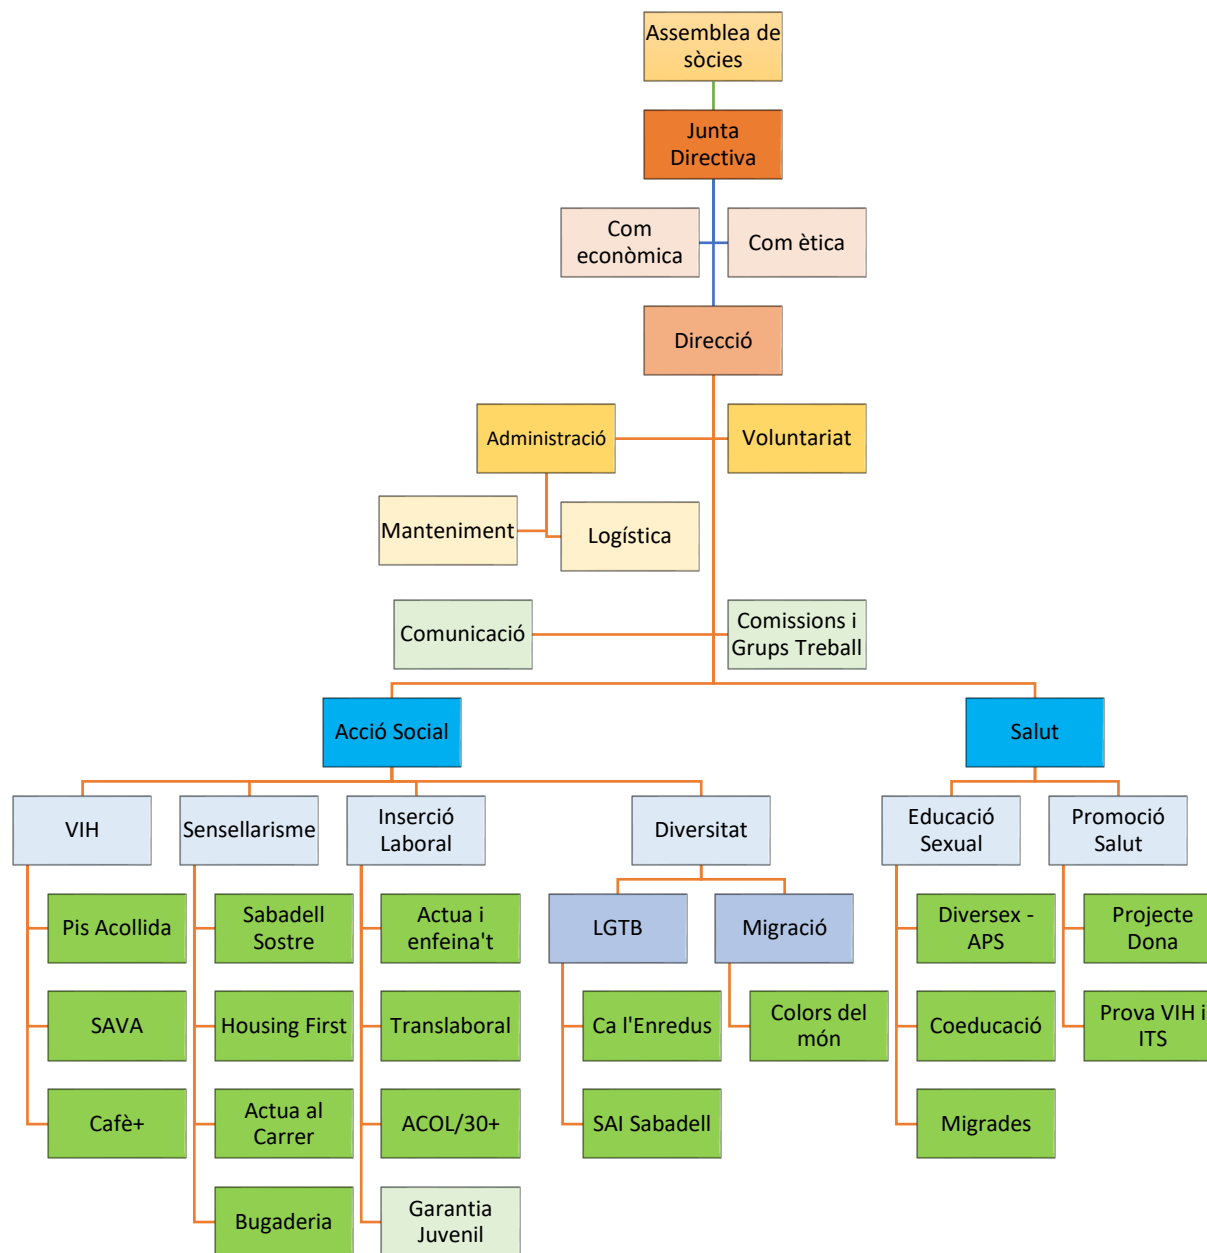 Assemblea de
sòcies
Junta
Directiva
Com
econòmica
Com ètica
Direcció
Administració
Voluntariat
Manteniment
Logística
Comunicació
Comissions i
Grups Treball
Acció Social
Salut
VIH
Sensellarisme
Inserció
Laboral
Diversitat
Educació
Sexual
Promoció
Salut
Pis Acollida
Sabadell
Sostre
Actua i
enfeina't
LGTB
Migració
Diversex -
APS
Projecte
Dona
SAVA
Housing First
Translaboral
Ca l'Enredus
Colors del
món
Coeducació
Prova VIH i
ITS
Cafè+
Actua al
Carrer
ACOL/30+
SAI Sabadell
Migrades
Bugaderia
Garantia
Juvenil